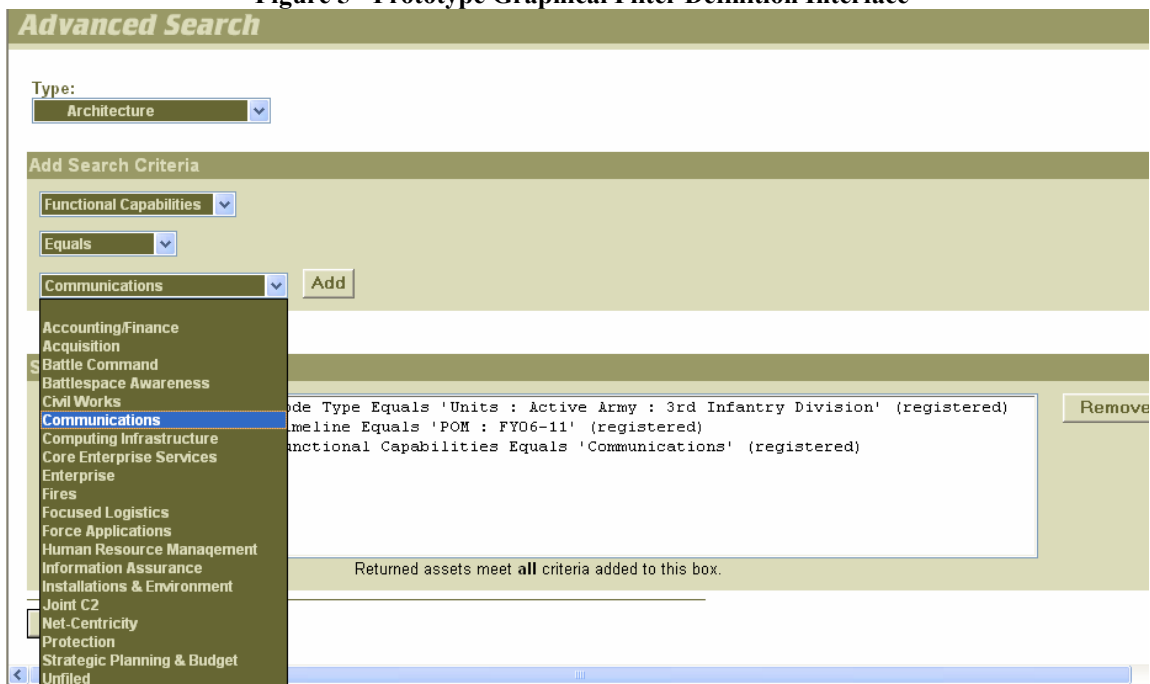 Figure 3 - Prototype Graphical Filter Definition Interface
Advanced Search
Type:
Architecture
Add Search Criteria
Functional Capabilities
Equals
Communications
Add
Accounting/Finance
Acquisition
Battle Command
Battlespace Awareness
Civil Works
Communications
Computing Infrastructure
Core Enterprise Services
Enterprise
Fires
Focused Logistics
Force Applications
Human Resource Management
Information Assurance
Installations & Environment
Joint C2
Net-Centricity
Protection
Strategic Planning & Budget
Unfiled
S
ode Type Equals 'Units : Active Army : 3rd Infantry Division' (registered)
imeline Equals 'POM : FY06-11' (registered)
unctional Capabilities Equals 'Communications' (registered)
Remove
Returned assets meet all criteria added to this box.